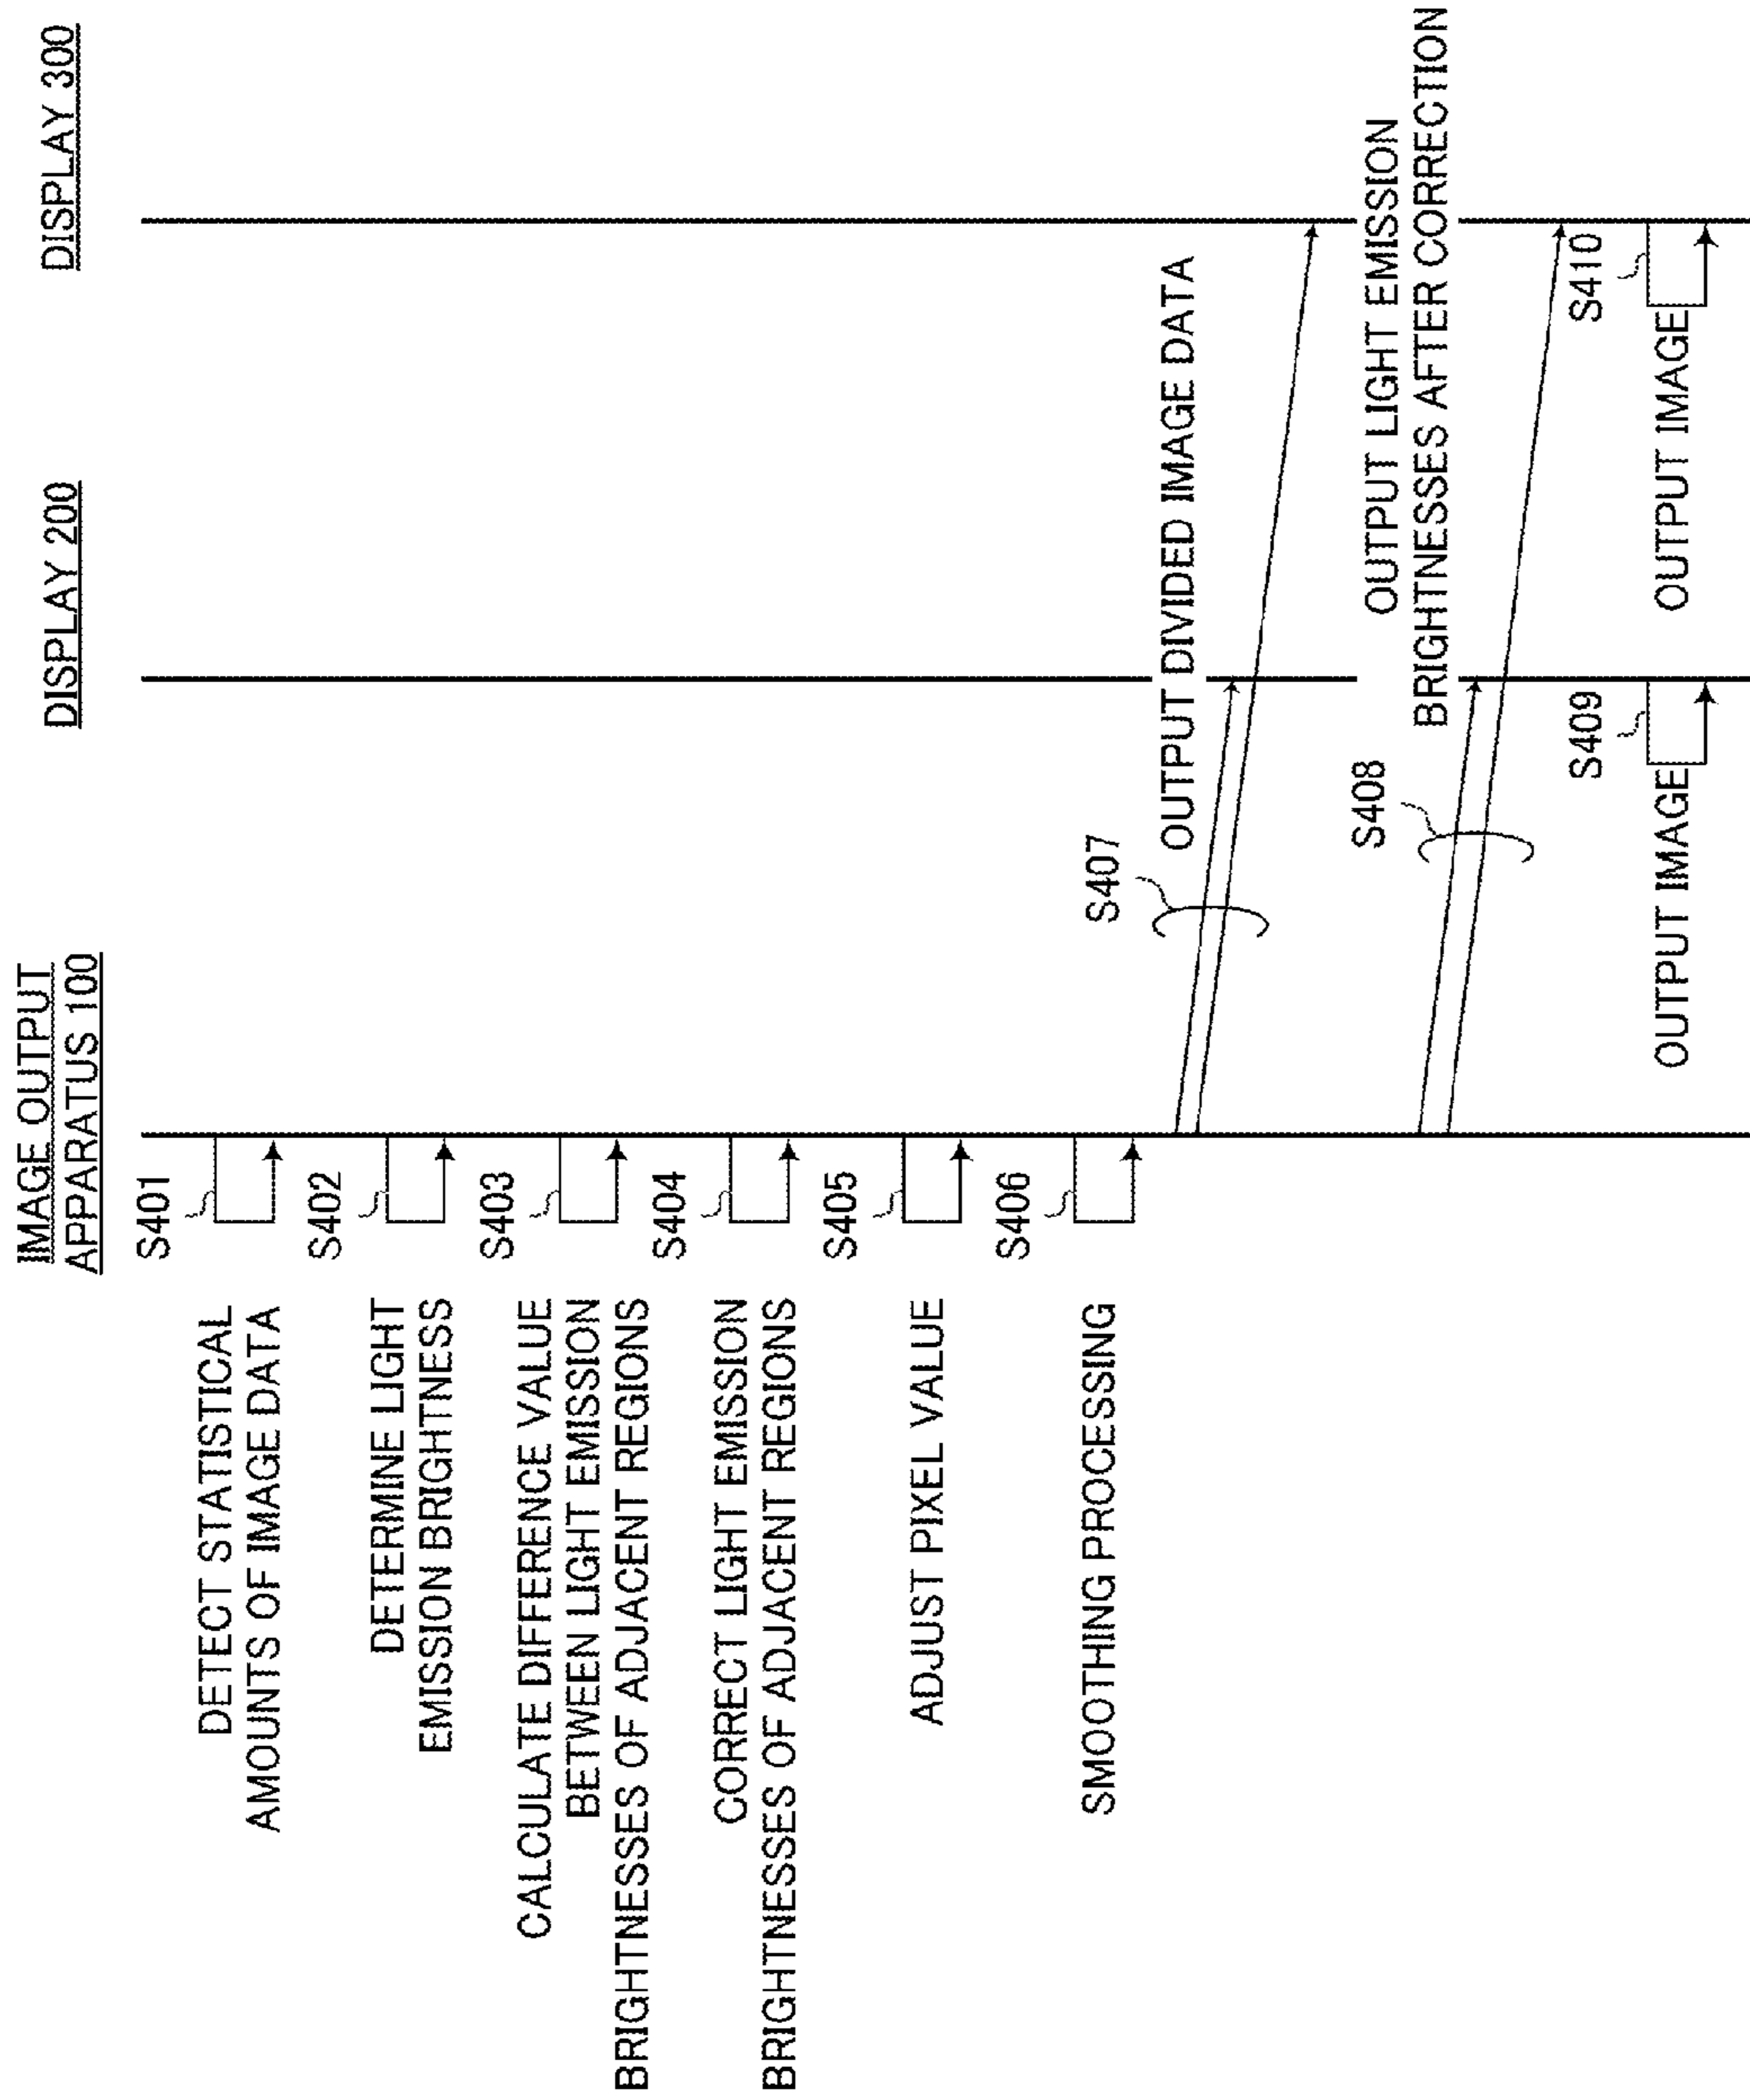 IMAGE OUTPUT
APPARATUS 100
DISPLAY 200
DISPLAY 300
S401
DETECT STATISTICAL
AMOUNTS OF IMAGE DATA
S402
DETERMINE LIGHT
EMISSION BRIGHTNESS
S403
CALCULATE DIFFERENCE VALUE
BETWEEN LIGHT EMISSION
BRIGHTNESSES OF ADJACENT REGIONS
S404
CORRECT LIGHT EMISSION
BRIGHTNESSES OF ADJACENT REGIONS
S405
ADJUST PIXEL VALUE
S406
SMOOTHING PROCESSING
S407
OUTPUT DIVIDED IMAGE DATA
S408
OUTPUT LIGHT EMISSION
BRIGHTNESSES AFTER CORRECTION
S409
OUTPUT IMAGE
S410
OUTPUT IMAGE